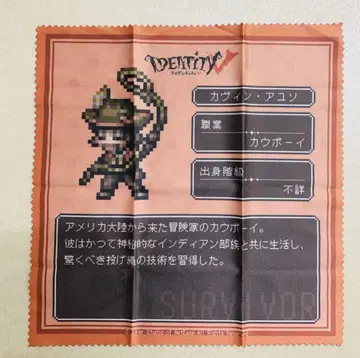 IDENTITY V
アイデンティティV
カヴィン・アユソ
職業
カウボーイ
出身階級
不詳
アメリカ大陸から来た冒険家のカウボーイ。
彼はかつて神秘的なインディアン部族と共に生活し、
驚くべき投げ縄の技術を習得した。
SURVIVOR